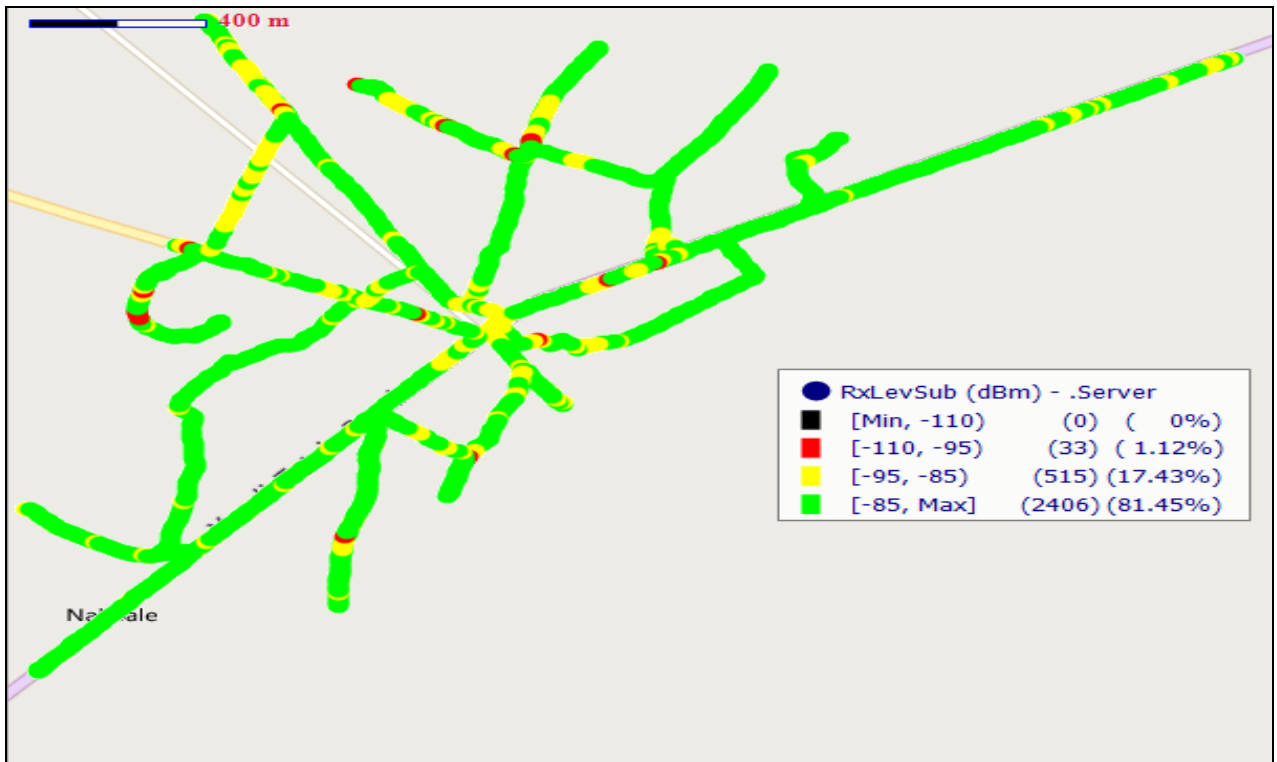 400 m
RxLevSub (dBm) - .Server
[Min, -110) (0) ( 0%)
[-110, -95) (33) ( 1.12%)
[-95, -85) (515) (17.43%)
[-85, Max] (2406) (81.45%)